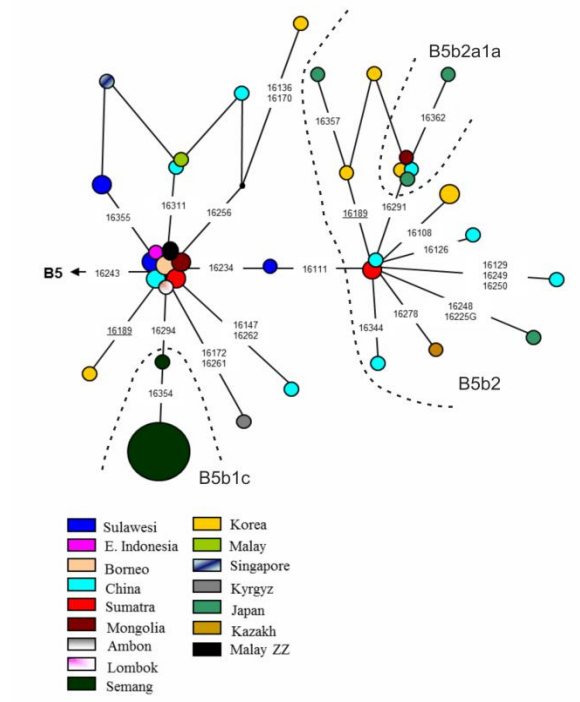 B5b2a1a
16136
16170
16357
16362
16311
16256
16189
16291
16355
16108
16126
B5
16243
16234
16111
16129
16249
16250
16248
16225G
16189
16294
16147
16262
16344
16278
16172
16261
16354
B5b2
B5b1c
Sulawesi
E. Indonesia
Borneo
China
Sumatra
Mongolia
Ambon
Lombok
Semang
Korea
Malay
Singapore
Kyrgyz
Japan
Kazakh
Malay ZZ